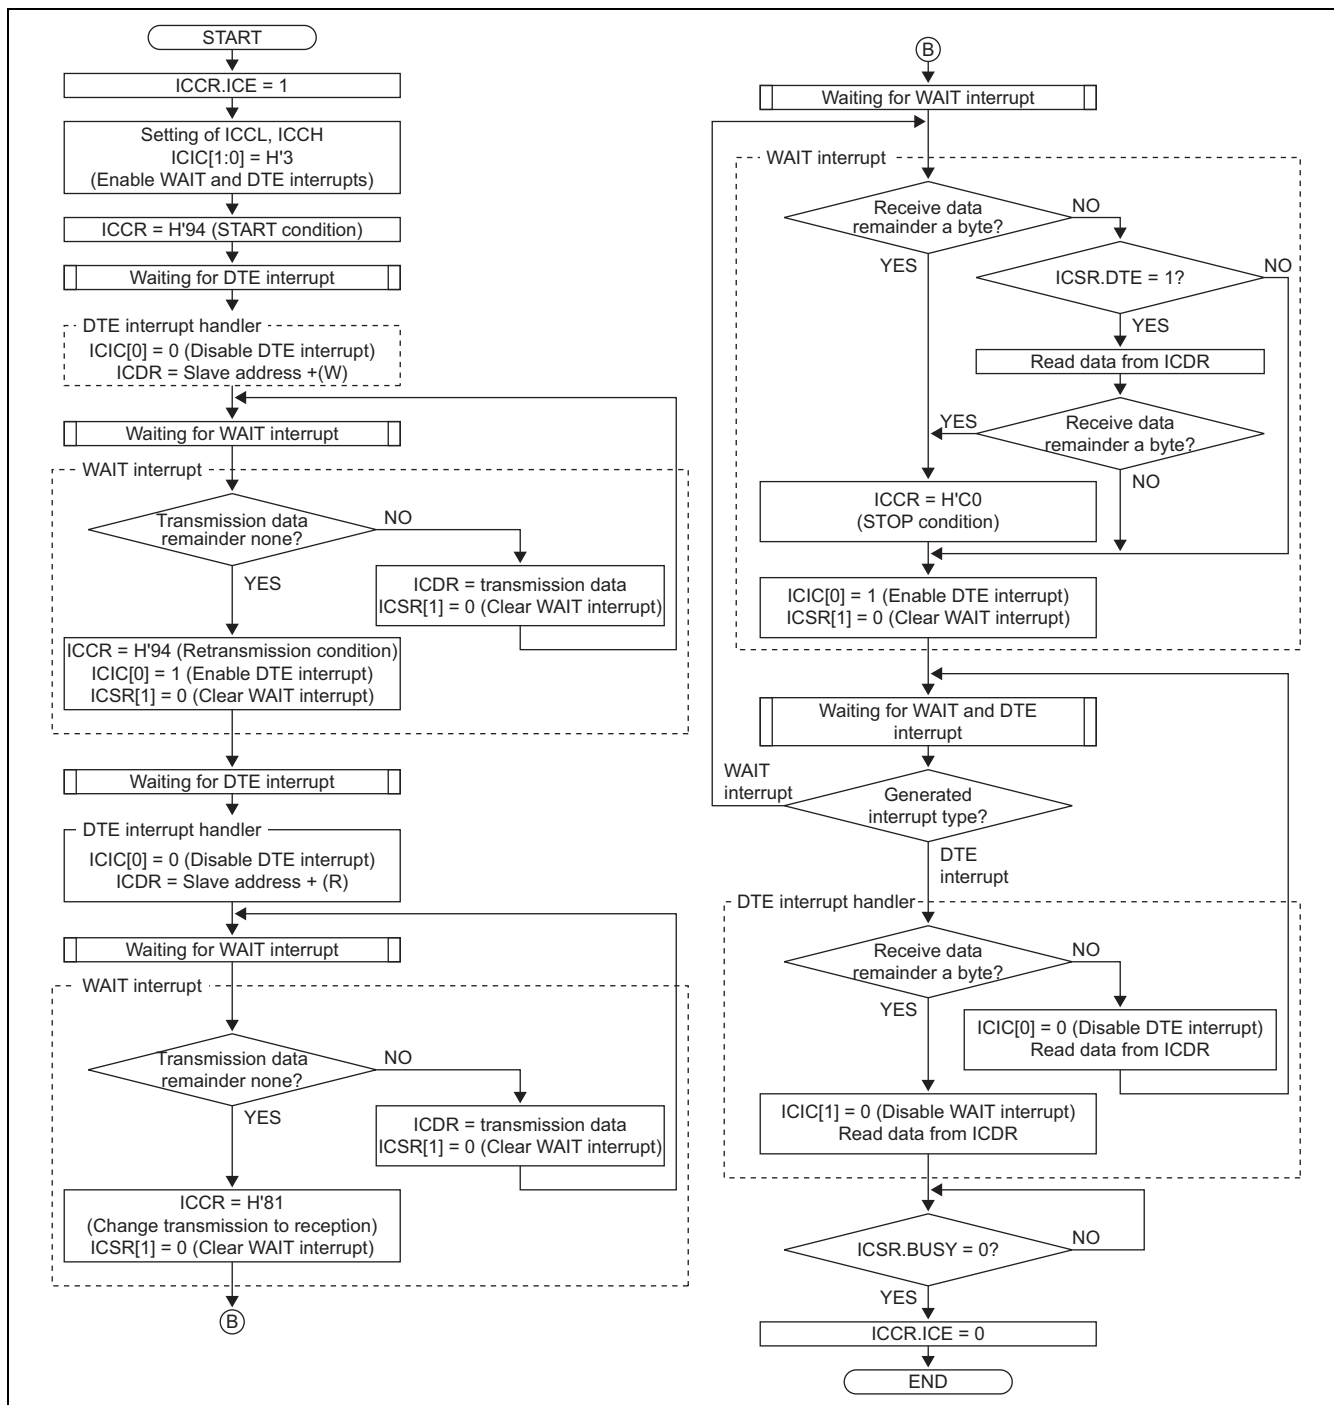 START
ICCR.ICE = 1
Setting of ICCL, ICCH
ICIC[1:0] = H'3
(Enable WAIT and DTE interrupts)
ICCR = H'94 (START condition)
Waiting for DTE interrupt
DTE interrupt handler
ICIC[0] = 0 (Disable DTE interrupt)
ICDR = Slave address +(W)
Waiting for WAIT interrupt
WAIT interrupt
Transmission data
remainder none?
NO
YES
ICDR = transmission data
ICSR[1] = 0 (Clear WAIT interrupt)
ICCR = H'94 (Retransmission condition)
ICIC[0] = 1 (Enable DTE interrupt)
ICSR[1] = 0 (Clear WAIT interrupt)
Waiting for DTE interrupt
DTE interrupt handler
ICIC[0] = 0 (Disable DTE interrupt)
ICDR = Slave address + (R)
Waiting for WAIT interrupt
WAIT interrupt
Transmission data
remainder none?
NO
YES
ICDR = transmission data
ICSR[1] = 0 (Clear WAIT interrupt)
ICCR = H'81
(Change transmission to reception)
ICSR[1] = 0 (Clear WAIT interrupt)
B
B
Waiting for WAIT interrupt
WAIT interrupt
Receive data
remainder a byte?
NO
YES
ICSR.DTE = 1?
NO
YES
Read data from ICDR
Receive data
remainder a byte?
YES
NO
ICCR = H'C0
(STOP condition)
ICIC[0] = 1 (Enable DTE interrupt)
ICSR[1] = 0 (Clear WAIT interrupt)
Waiting for WAIT and DTE
interrupt
WAIT
interrupt
Generated
interrupt type?
DTE
interrupt
DTE interrupt handler
Receive data
remainder a byte?
NO
YES
ICIC[0] = 0 (Disable DTE interrupt)
Read data from ICDR
ICIC[1] = 0 (Disable WAIT interrupt)
Read data from ICDR
ICSR.BUSY = 0?
NO
YES
ICCR.ICE = 0
END